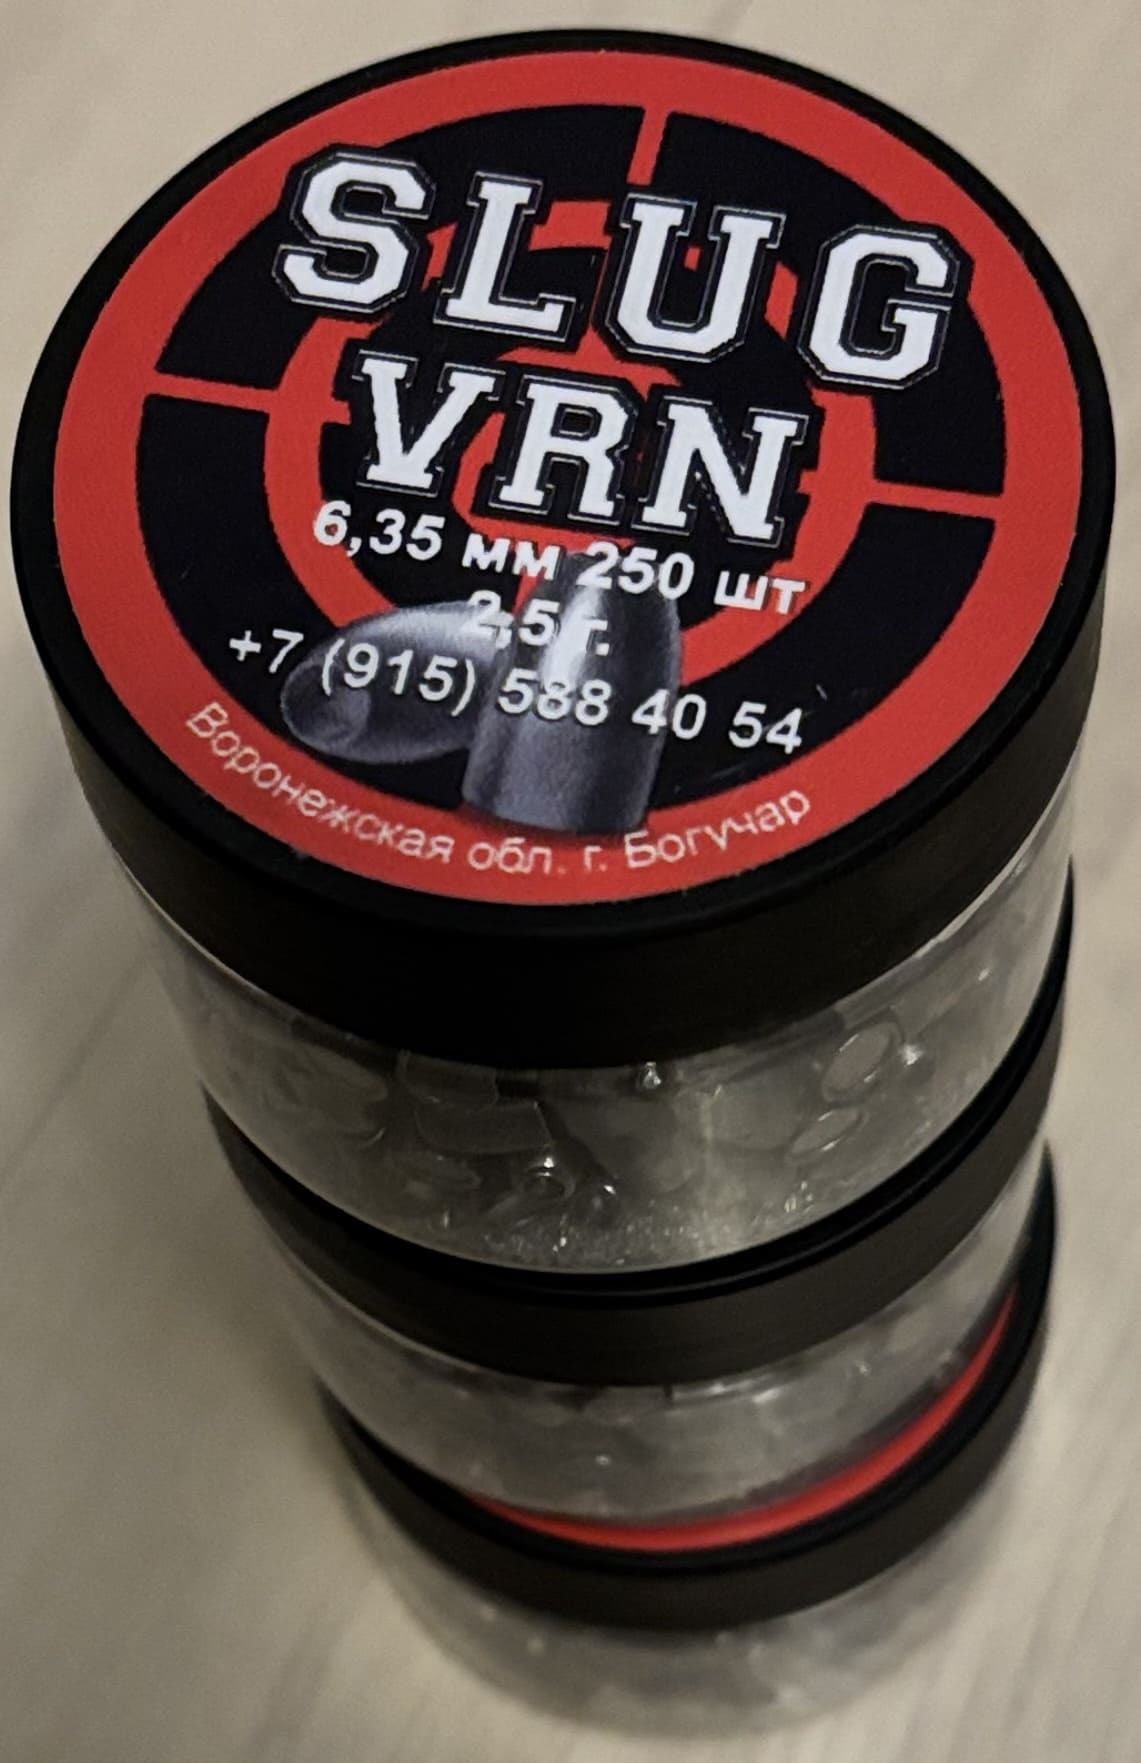 SLUG
VRN
6,35 мм 250 шт
2,5 г.
+7 (915) 588 40 54
Воронежская обл. г. Богучар